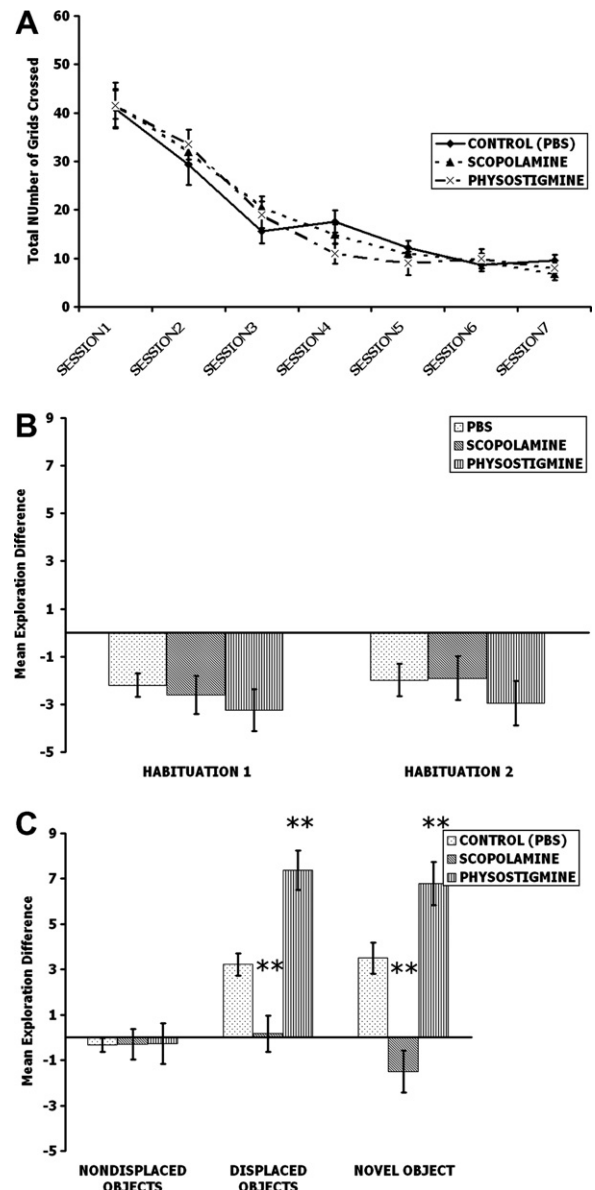 A
60
50
40
30
20
10
0
Total NUmber of Grids Crossed
CONTROL (PBS)
SCOPOLAMINE
PHYSOSTIGMINE
SESSION1
SESSION2
SESSION3
SESSION4
SESSION5
SESSION6
SESSION7
B
9
7
5
3
1
-1
-3
-5
Mean Exploration Difference
PBS
SCOPOLAMINE
PHYSOSTIGMINE
HABITUATION 1
HABITUATION 2
C
9
7
5
3
1
-1
-3
-5
Mean Exploration Difference
**
**
**
**
CONTROL (PBS)
SCOPOLAMINE
PHYSOSTIGMINE
NONDISPLACED
OBJECTS
DISPLACED
OBJECTS
NOVEL OBJECT